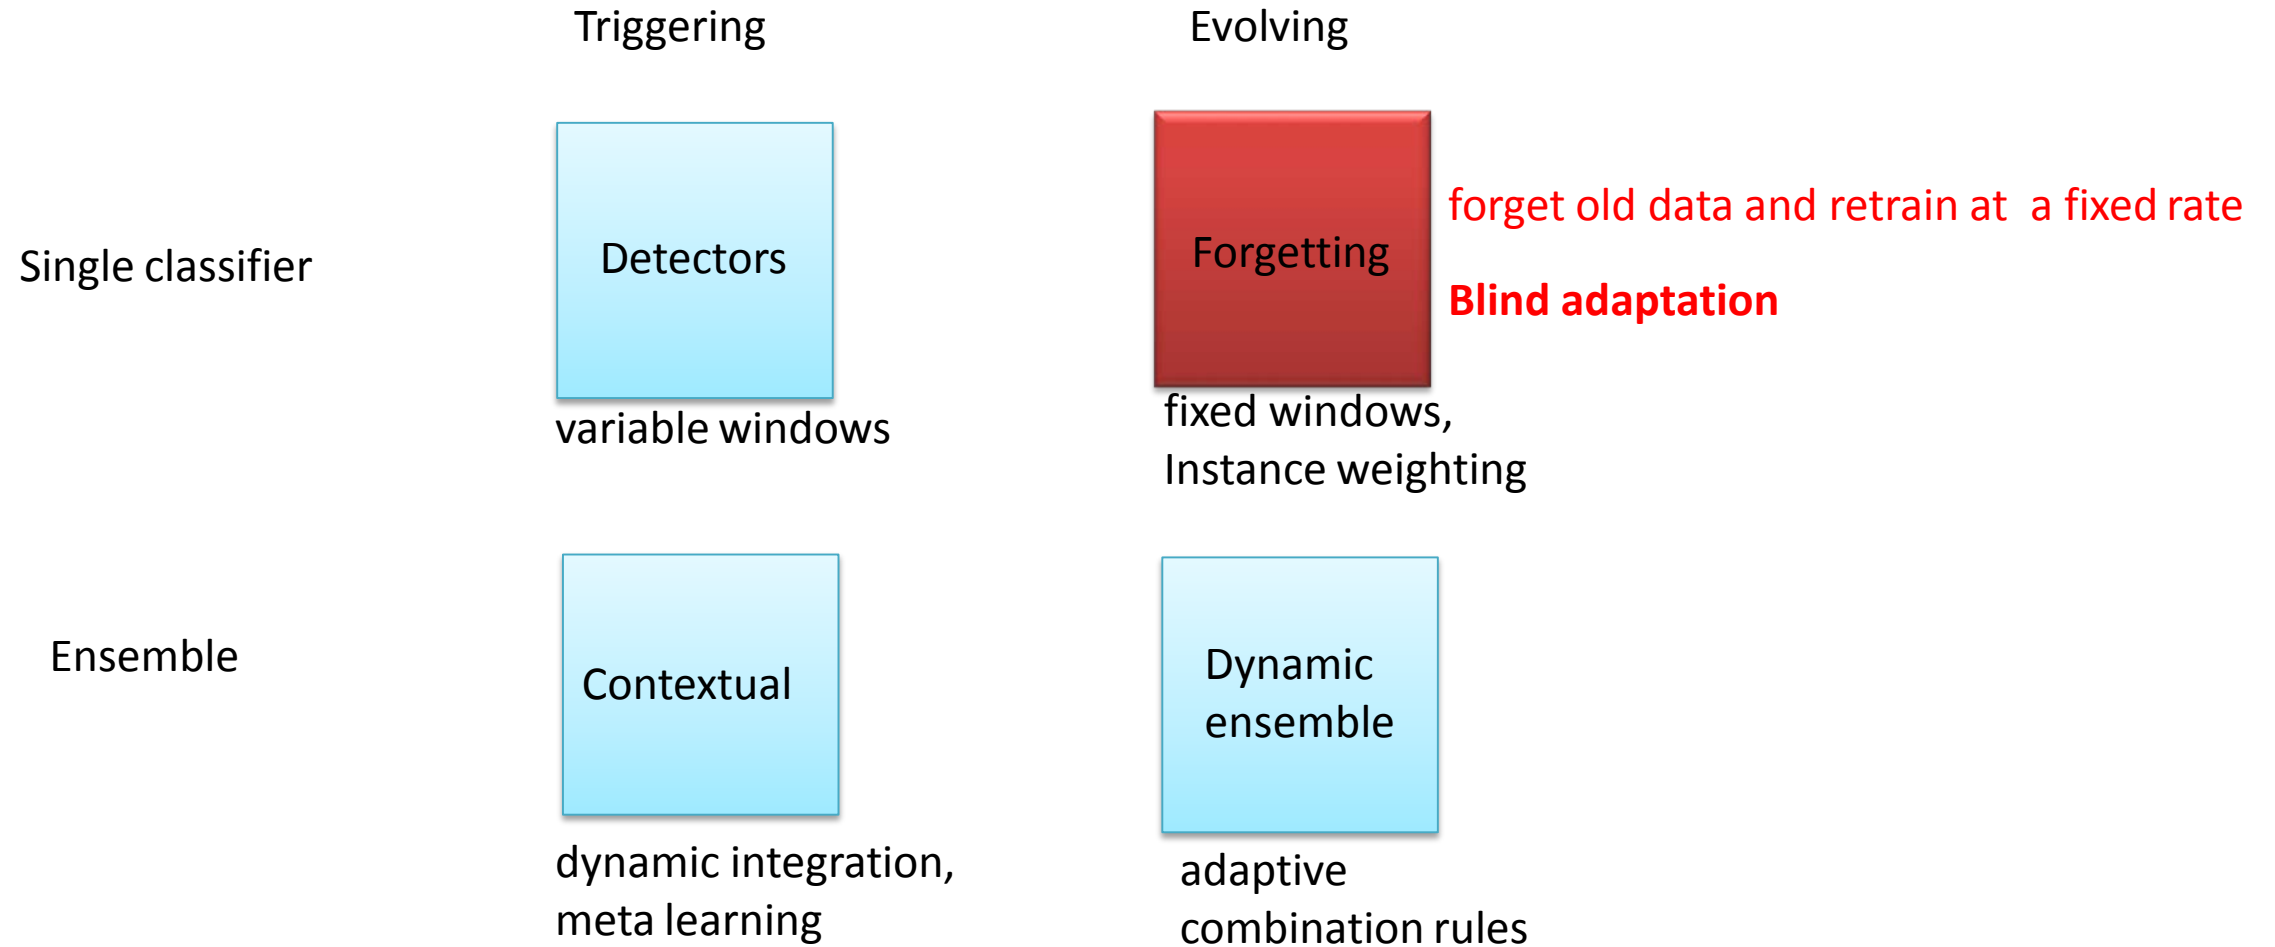 Triggering
Evolving
Single classifier
Detectors
variable windows
Forgetting
forget old data and retrain at  a fixed rate
Blind adaptation
fixed windows,
Instance weighting
Ensemble
Contextual
dynamic integration,
meta learning
Dynamic
ensemble
adaptive
combination rules